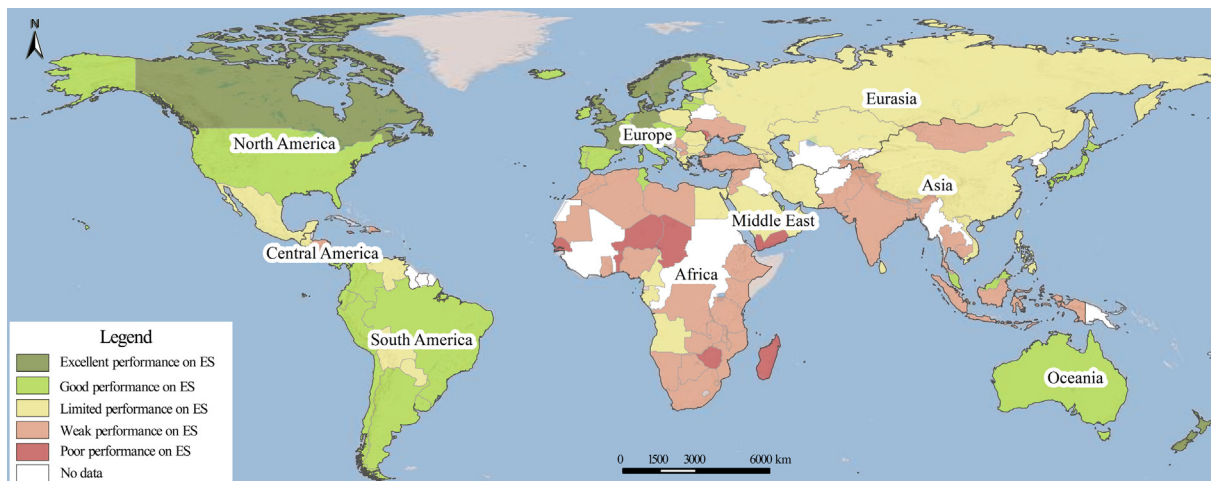 N
North America
Europe
Eurasia
Asia
Middle East
Central America
Africa
South America
Oceania
Legend
Excellent performance on ES
Good performance on ES
Limited performance on ES
Weak performance on ES
Poor performance on ES
No data
0 1500 3000 6000 km